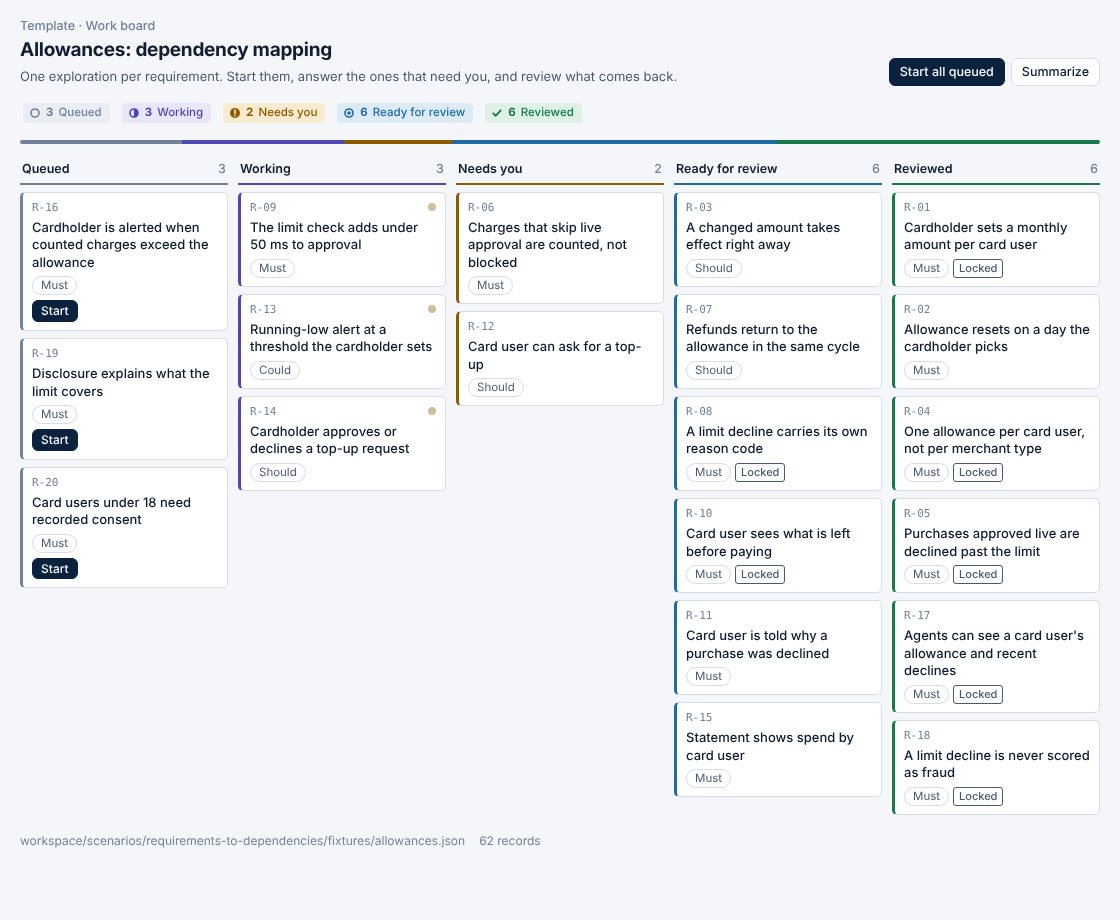 Template · Work board
Allowances: dependency mapping
One exploration per requirement. Start them, answer the ones that need you, and review what comes back.
Start all queued
Summarize
3 Queued
3 Working
2 Needs you
6 Ready for review
6 Reviewed
Queued 3
R-16
Cardholder is alerted when
counted charges exceed the
allowance
Must
Start
R-19
Disclosure explains what the
limit covers
Must
Start
R-20
Card users under 18 need
recorded consent
Must
Start
Working 3
R-09
The limit check adds under
50 ms to approval
Must
R-13
Running-low alert at a
threshold the cardholder sets
Could
R-14
Cardholder approves or
declines a top-up request
Should
Needs you 2
R-06
Charges that skip live
approval are counted, not
blocked
Must
R-12
Card user can ask for a top-
up
Should
Ready for review 6
R-03
A changed amount takes
effect right away
Should
R-07
Refunds return to the
allowance in the same cycle
Should
R-08
A limit decline carries its own
reason code
Must Locked
R-10
Card user sees what is left
before paying
Must Locked
R-11
Card user is told why a
purchase was declined
Must
R-15
Statement shows spend by
card user
Must
Reviewed 6
R-01
Cardholder sets a monthly
amount per card user
Must Locked
R-02
Allowance resets on a day the
cardholder picks
Must
R-04
One allowance per card user,
not per merchant type
Must Locked
R-05
Purchases approved live are
declined past the limit
Must Locked
R-17
Agents can see a card user's
allowance and recent
declines
Must Locked
R-18
A limit decline is never scored
as fraud
Must Locked
workspace/scenarios/requirements-to-dependencies/fixtures/allowances.json 62 records